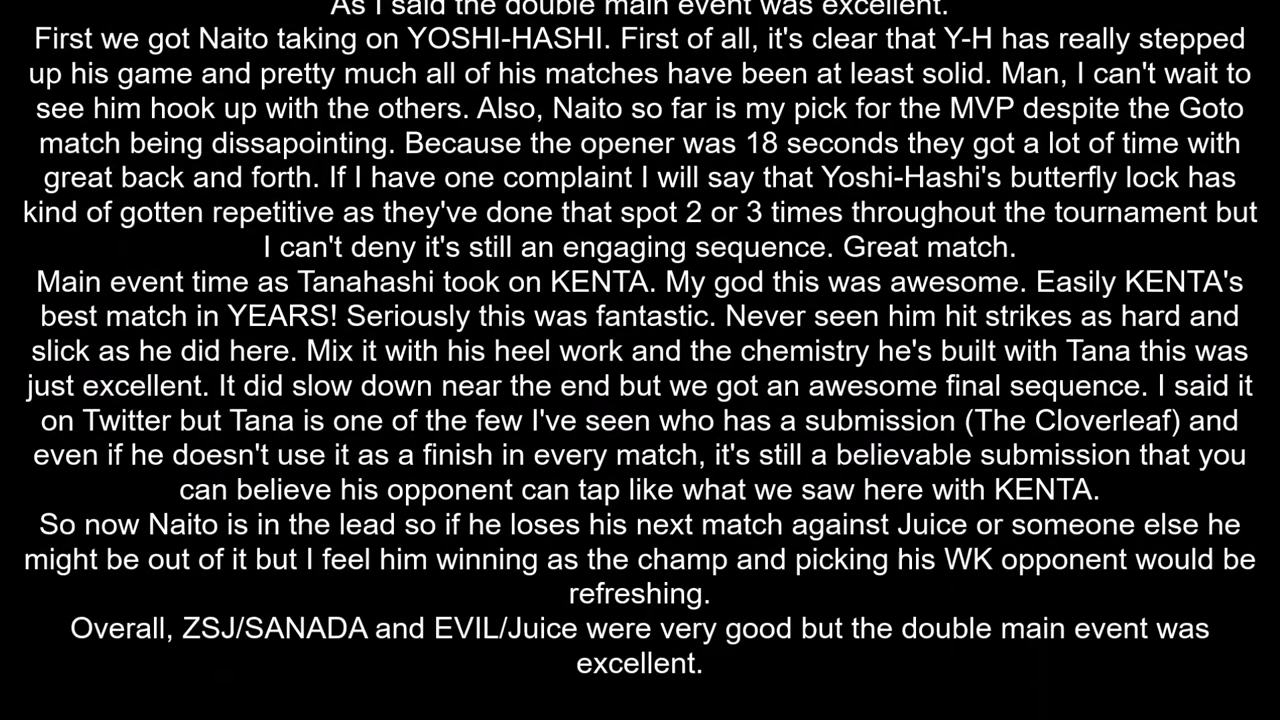 As I said the double main event was excellent.
First we got Naito taking on YOSHI-HASHI. First of all, it's clear that Y-H has really stepped
up his game and pretty much all of his matches have been at least solid. Man, I can't wait to
see him hook up with the others. Also, Naito so far is my pick for the MVP despite the Goto
match being dissapointing. Because the opener was 18 seconds they got a lot of time with
great back and forth. If I have one complaint I will say that Yoshi-Hashi's butterfly lock has
kind of gotten repetitive as they've done that spot 2 or 3 times throughout the tournament but
I can't deny it's still an engaging sequence. Great match.
Main event time as Tanahashi took on KENTA. My god this was awesome. Easily KENTA's
best match in YEARS! Seriously this was fantastic. Never seen him hit strikes as hard and
slick as he did here. Mix it with his heel work and the chemistry he's built with Tana this was
just excellent. It did slow down near the end but we got an awesome final sequence. I said it
on Twitter but Tana is one of the few I've seen who has a submission (The Cloverleaf) and
even if he doesn't use it as a finish in every match, it's still a believable submission that you
can believe his opponent can tap like what we saw here with KENTA.
So now Naito is in the lead so if he loses his next match against Juice or someone else he
might be out of it but I feel him winning as the champ and picking his WK opponent would be
refreshing.
Overall, ZSJ/SANADA and EVIL/Juice were very good but the double main event was
excellent.